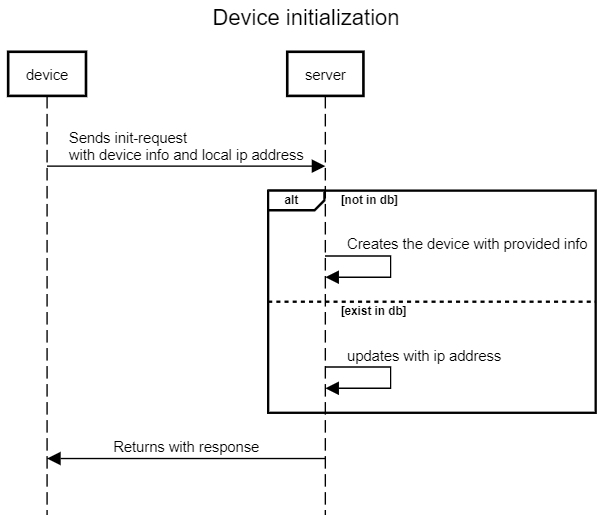 Device initialization
device
server
Sends init-request
with device info and local ip address
alt
[not in db]
Creates the device with provided info
[exist in db]
updates with ip address
Returns with response